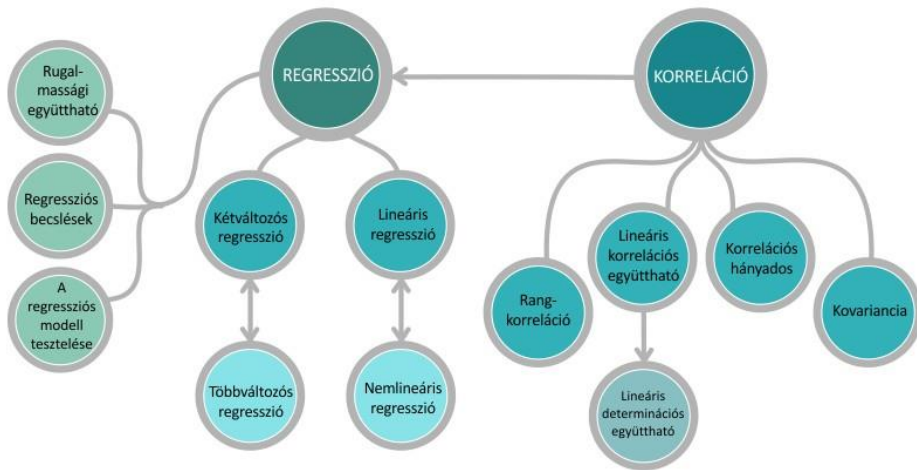 REGRESSZIÓ
KORRELÁCIÓ
Rugal-
massági
együttható
Regressziós
becslések
A
regressziós
modell
tesztelése
Kétváltozós
regresszió
Lineáris
regresszió
Többváltozós
regresszió
Nemlineáris
regresszió
Rang-
korreláció
Lineáris
korrelációs
együttható
Korrelációs
hányados
Kovariancia
Lineáris
determinációs
együttható